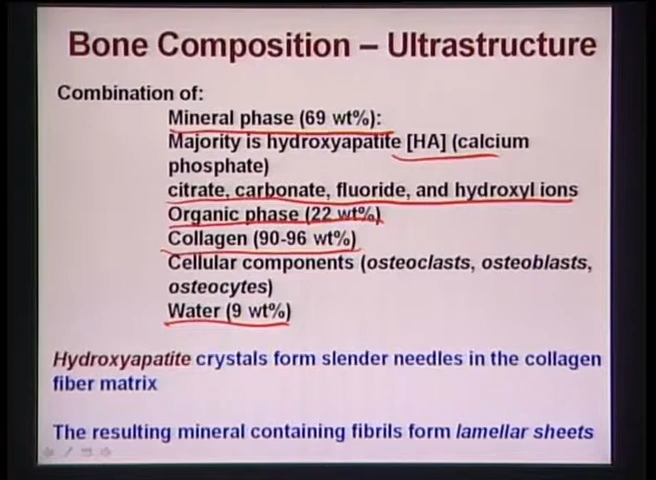 Bone Composition – Ultrastructure
Combination of:
Mineral phase (69 wt%):
Majority is hydroxyapatite [HA] (calcium
phosphate)
citrate, carbonate, fluoride, and hydroxyl ions
Organic phase (22 wt%)
Collagen (90-96 wt%)
Cellular components (osteoclasts, osteoblasts,
osteocytes)
Water (9 wt%)
Hydroxyapatite crystals form slender needles in the collagen
fiber matrix
The resulting mineral containing fibrils form lamellar sheets